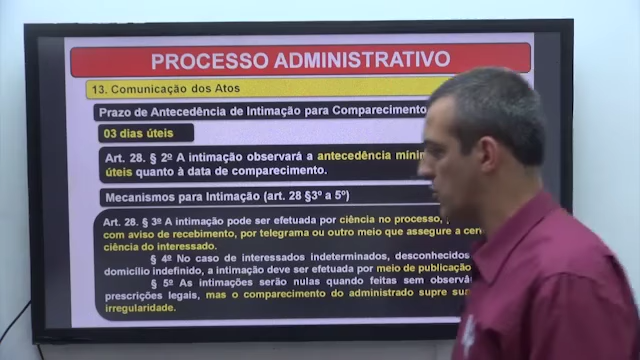 PROCESSO ADMINISTRATIVO
13. Comunicação dos Atos
Prazo de Antecedência de Intimação para Comparecimento
03 dias úteis
Art. 28. § 2º A intimação observará a antecedência
úteis quanto à data de comparecimento.
Mecanismos para Intimação (art. 28 §3º a 5º)
Art. 28. § 3º A intimação pode ser efetuada por ciência no processo,
com aviso de recebimento, por telegrama ou outro meio que assegure a
ciência do interessado.
§ 4º No caso de interessados indeterminados, desconhecidos
domicílio indefinido, a intimação deve ser efetuada por meio de publicação
§ 5º As intimações serão nulas quando feitas sem
prescrições legais, mas o comparecimento do administrado supre
irregularidade.